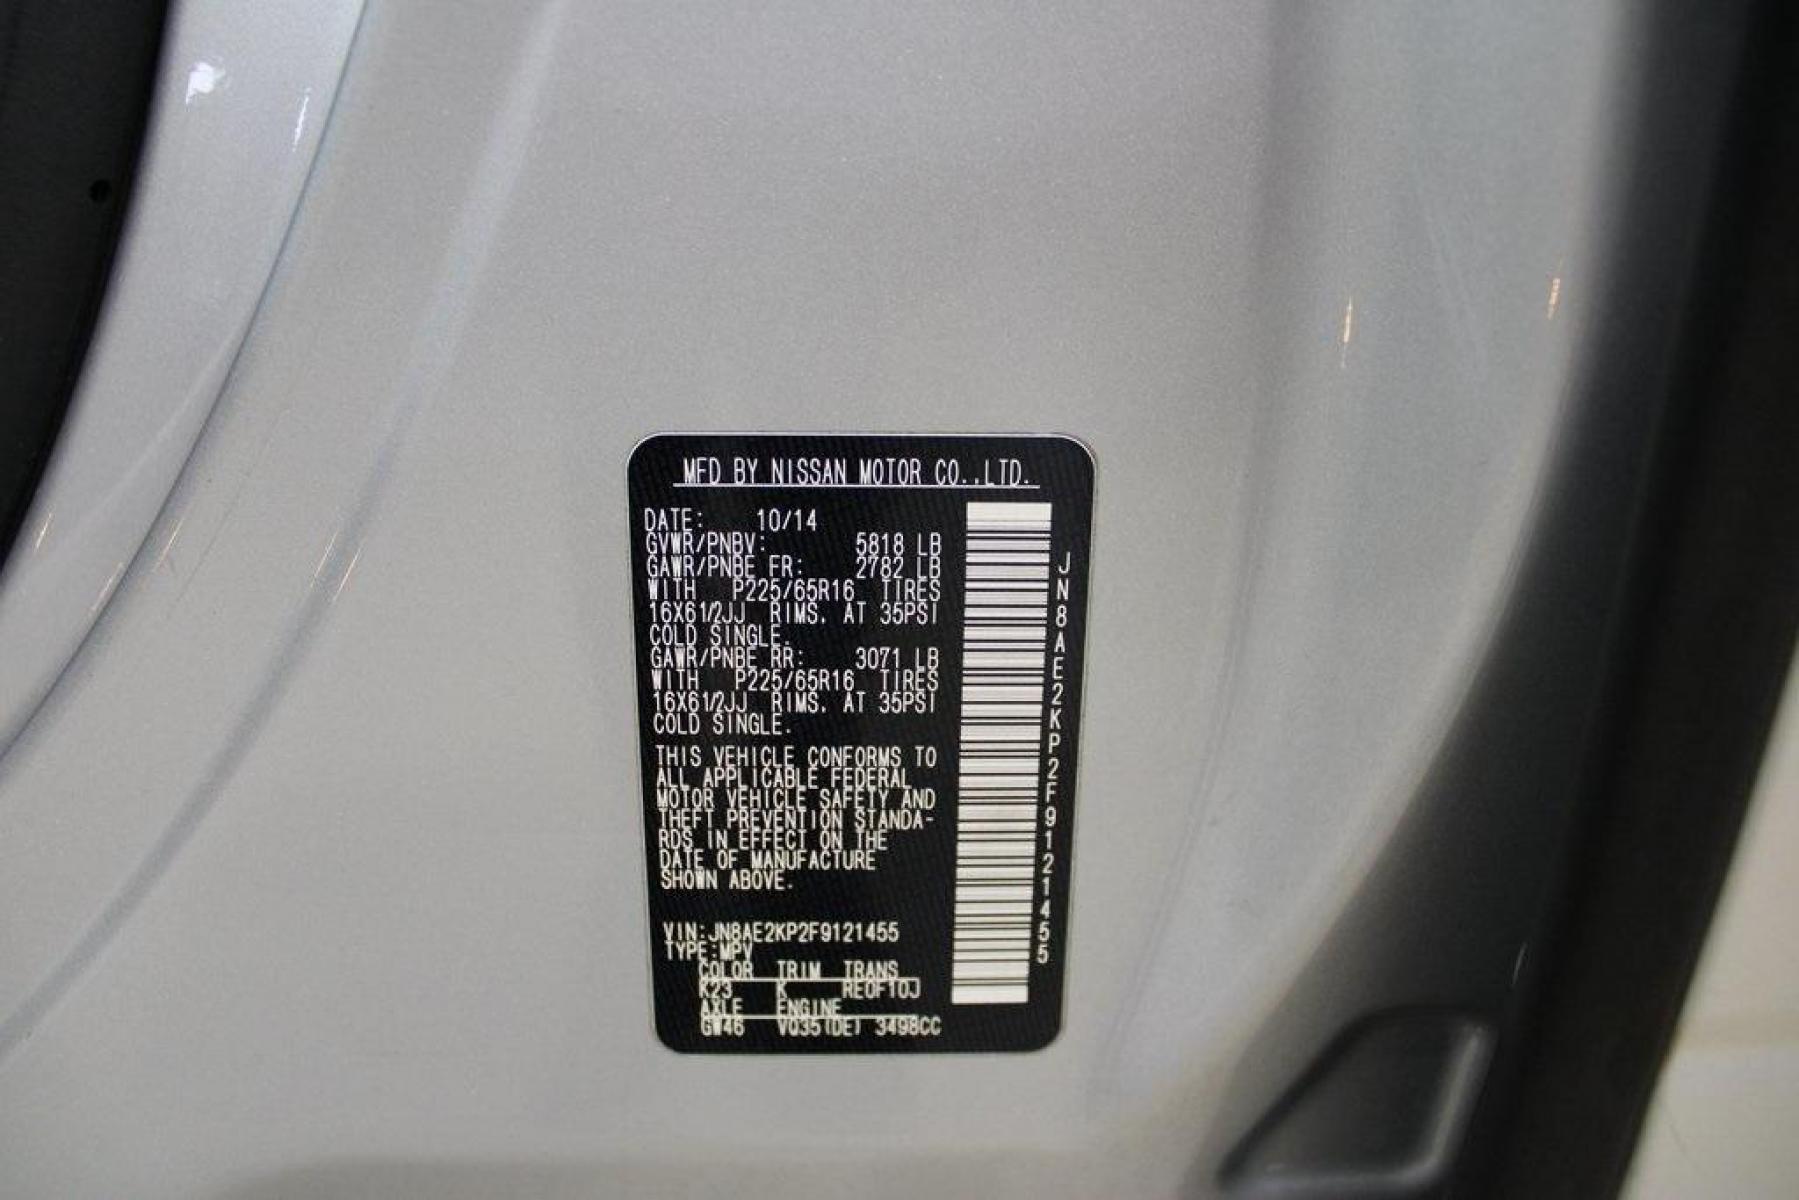 MFD BY NISSAN MOTOR CO.,LTD.
DATE: 10/14
GVWR/PNBV: 5818 LB
GAWR/PNBE FR: 2782 LB
WITH P225/65R16 TIRES
16X61/2JJ RIMS. AT 35PSI
COLD SINGLE.
GAWR/PNBE RR: 3071 LB
WITH P225/65R16 TIRES
16X61/2JJ RIMS. AT 35PSI
COLD SINGLE.
THIS VEHICLE CONFORMS TO
ALL APPLICABLE FEDERAL
MOTOR VEHICLE SAFETY AND
THEFT PREVENTION STANDA-
RDS IN EFFECT ON THE
DATE OF MANUFACTURE
SHOWN ABOVE.
VIN:JN8AE2KP2F9121455
TYPE:MPV
COLOR TRIM TRANS
K23 K RE0F10J
AXLE ENGINE
GW46 VQ35(DE) 3498CC
JN8AE2KP2F9121455